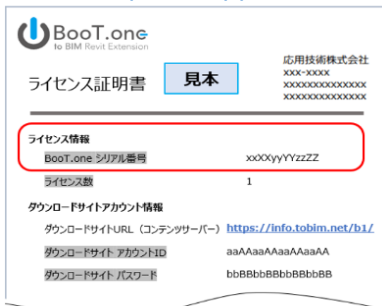 BooT.one
to BIM Revit Extension
応用技術株式会社
xxx-xxxx
xxxxxxxxxxxxxx
xxxxxxxxxxxxxx
ライセンス証明書
見本
ライセンス情報
BooT.one シリアル番号 xxXXyyYYzzZZ
ライセンス数 1
ダウンロードサイトアカウント情報
ダウンロードサイトURL（コンテンツサーバー） https://info.tobim.net/b1/
ダウンロードサイト アカウントID aaAAaaAAaaAAaaAA
ダウンロードサイト パスワード bbBBbbBBbbBBbbBB